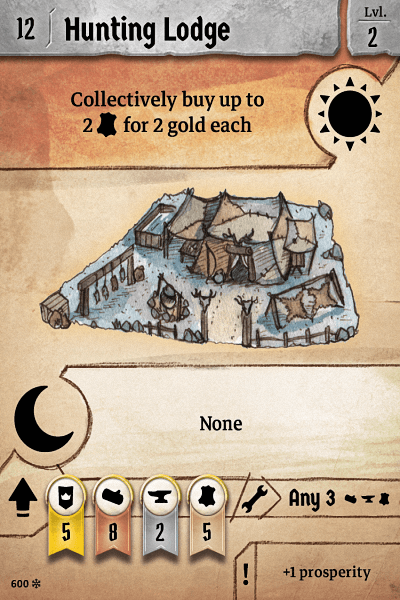 12 Hunting Lodge
Lvl.
2
Collectively buy up to
2 for 2 gold each
None
5 8 2 5
Any 3
600
! +1 prosperity